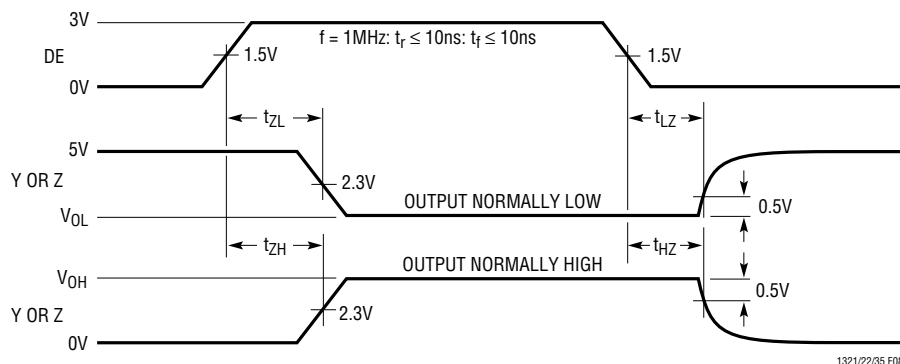 3V
f = 1MHz: tr ≤ 10ns: tf ≤ 10ns
DE
1.5V
1.5V
0V
tZL
tLZ
5V
Y OR Z
2.3V
OUTPUT NORMALLY LOW
0.5V
VOL
tZH
tHZ
VOH
OUTPUT NORMALLY HIGH
0.5V
Y OR Z
2.3V
0V
1321/22/35 F08